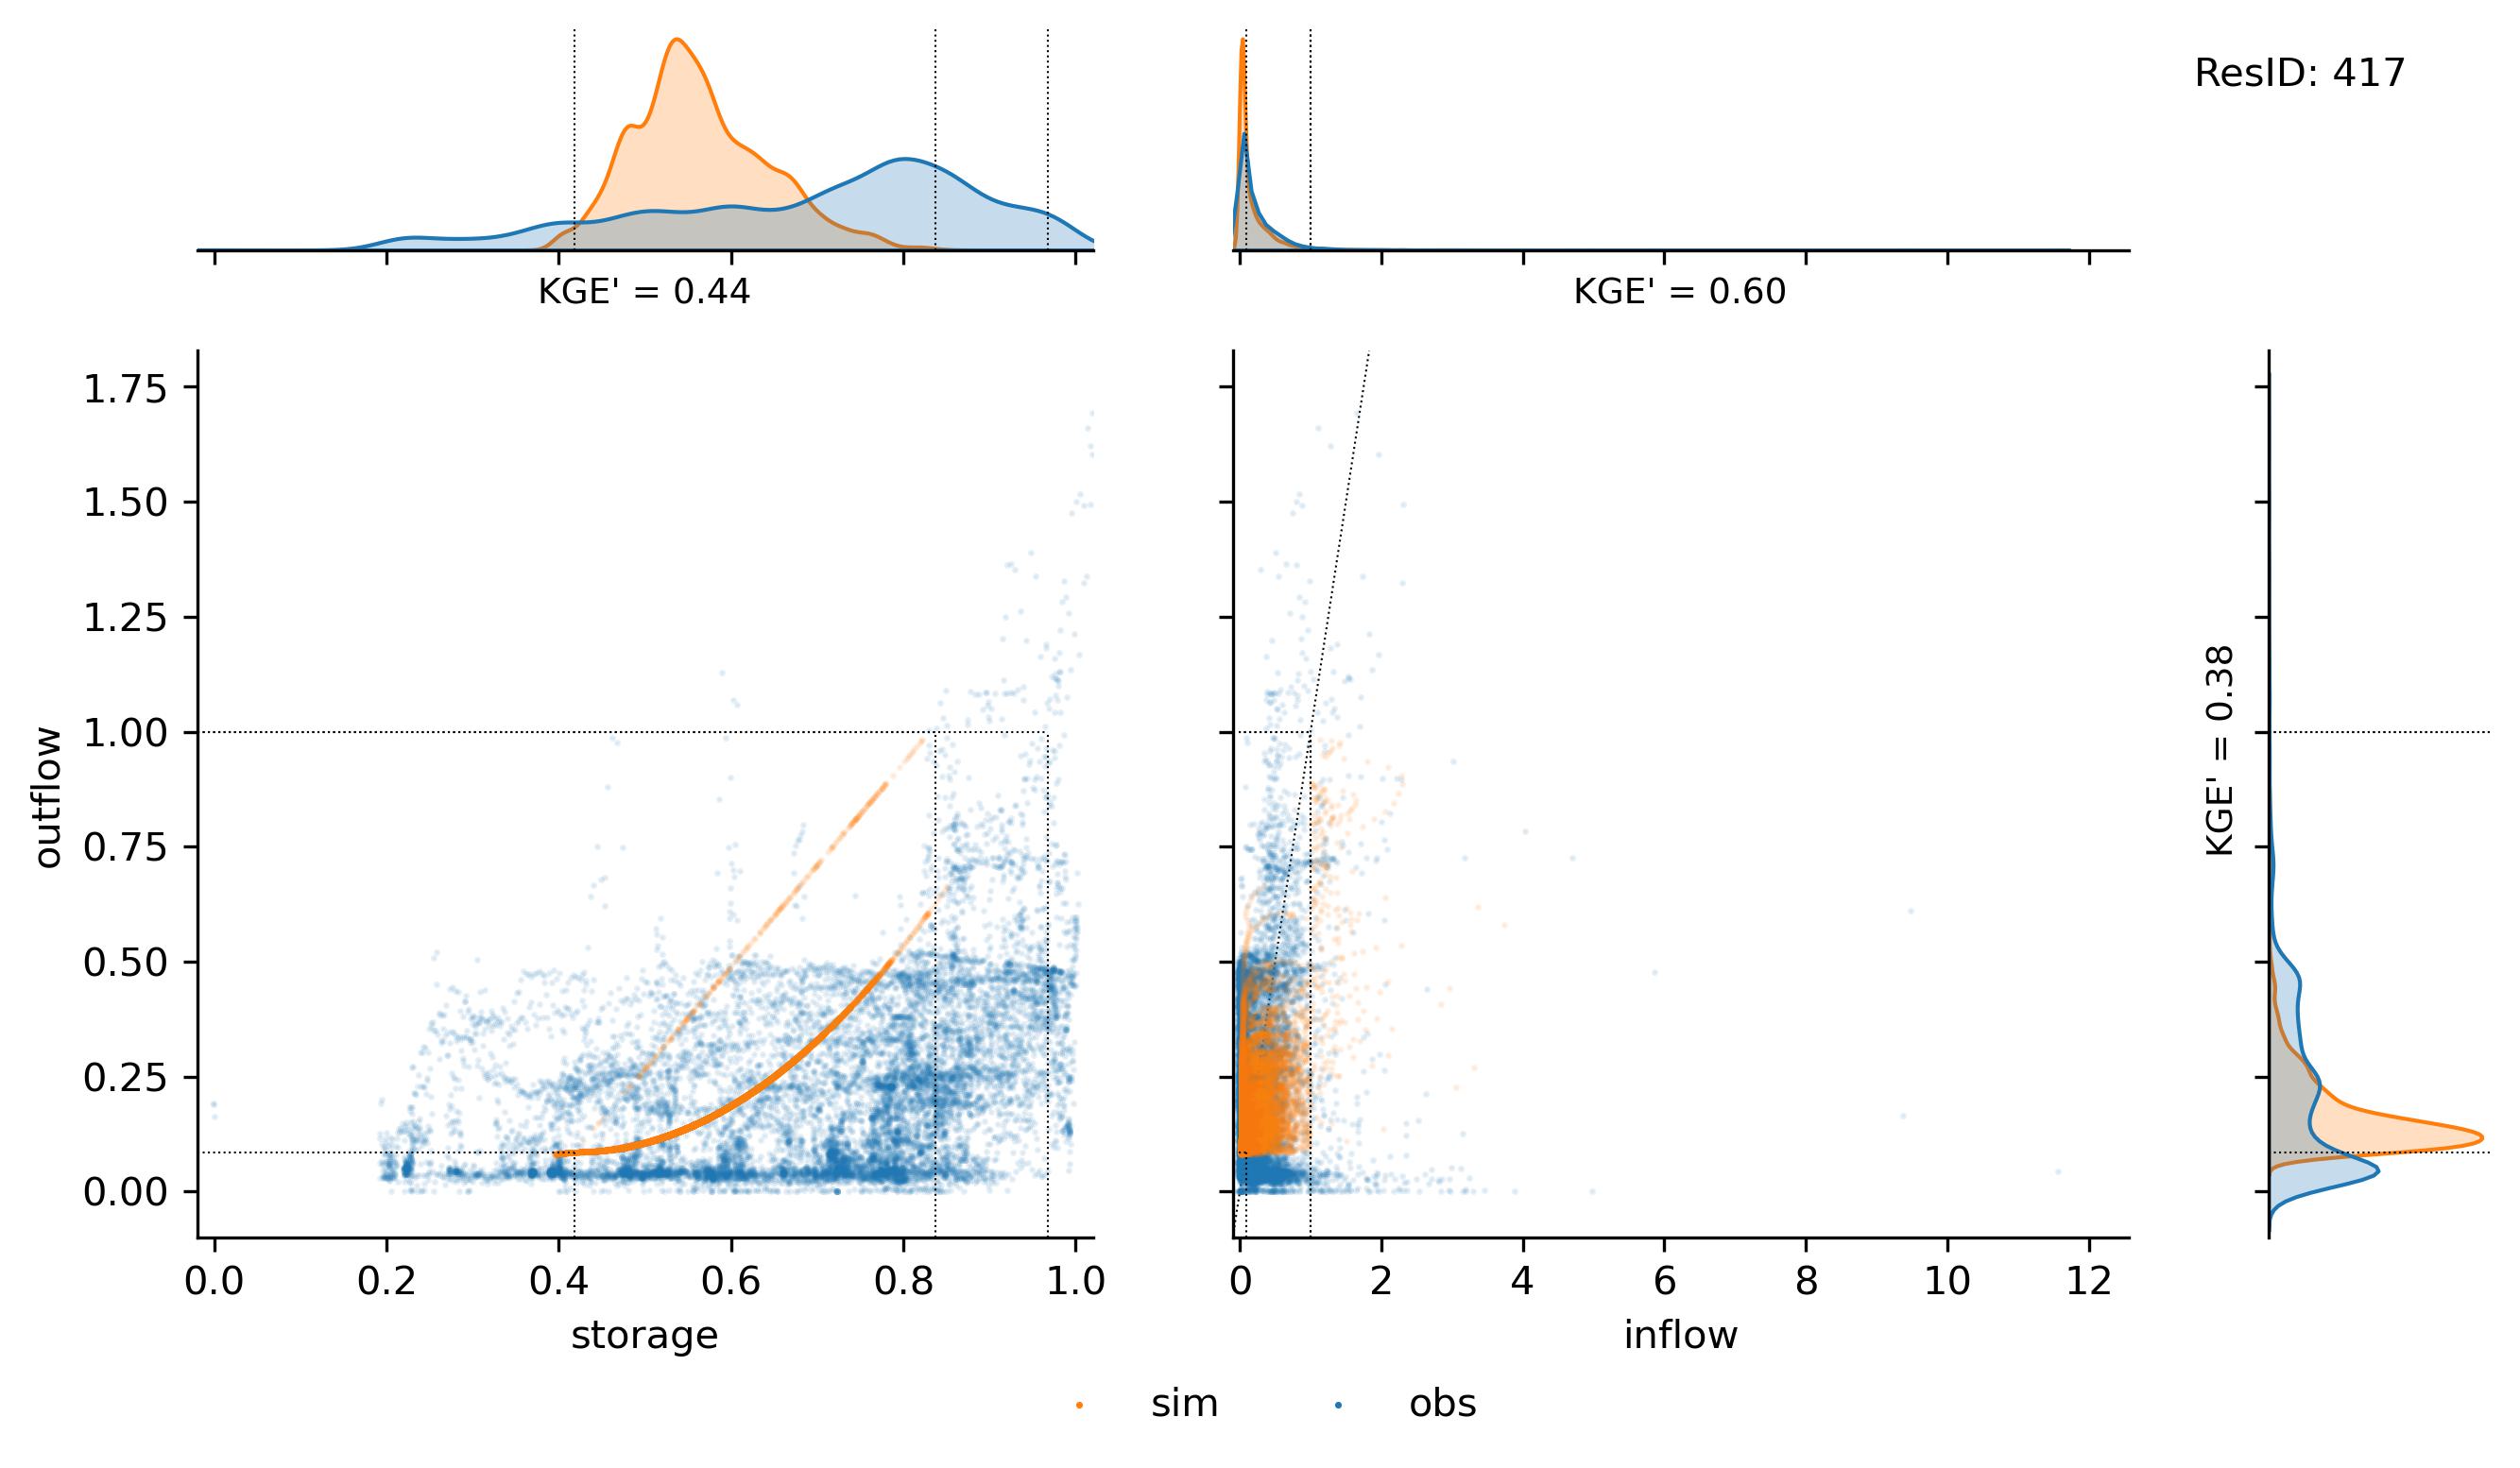 ResID: 417
KGE' = 0.44
KGE' = 0.60
1.75
1.50
1.25
1.00
0.75
0.50
0.25
0.00
outflow
KGE' = 0.38
0.0 0.2 0.4 0.6 0.8 1.0
0 2 4 6 8 10 12
storage
inflow
sim obs